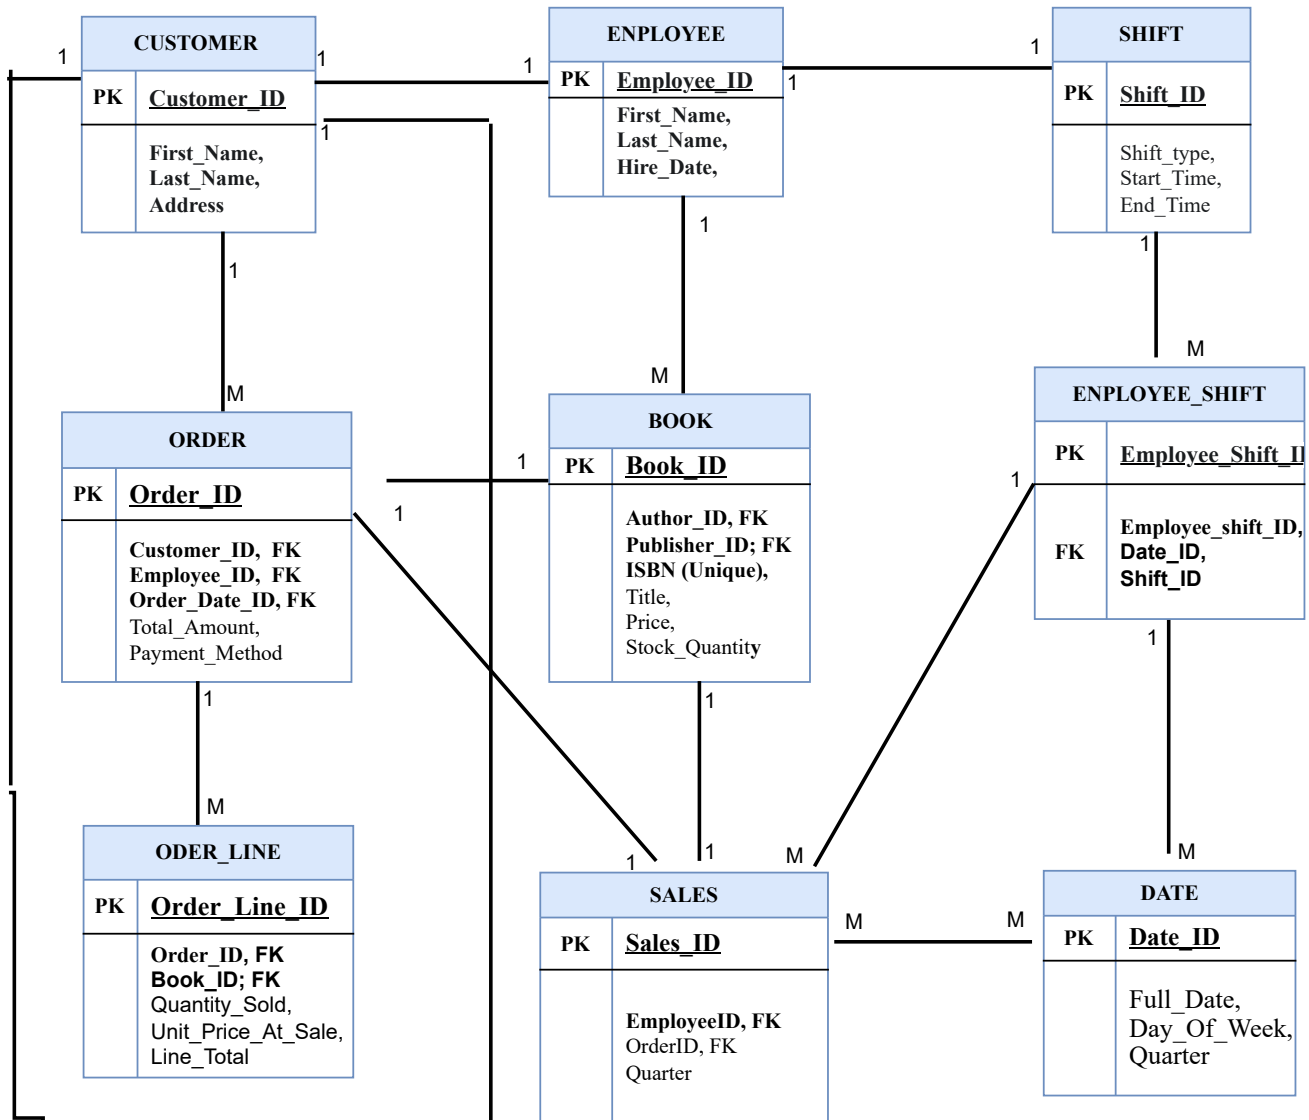 CUSTOMER
PK Customer_ID
First_Name,
Last_Name,
Address
ENPLOYEE
PK Employee_ID
First_Name,
Last_Name,
Hire_Date,
SHIFT
PK Shift_ID
Shift_type,
Start_Time,
End_Time
1
1
1
1
1
1
1
1
1
M
M
M
ORDER
PK Order_ID
Customer_ID, FK
Employee_ID, FK
Order_Date_ID, FK
Total_Amount,
Payment_Method
BOOK
PK Book_ID
Author_ID, FK
Publisher_ID; FK
ISBN (Unique),
Title,
Price,
Stock_Quantity
ENPLOYEE_SHIFT
PK Employee_Shift_I
FK
Employee_shift_ID,
Date_ID,
Shift_ID
1
1
1
1
1
1
M
1
1
M
M
ODER_LINE
PK Order_Line_ID
Order_ID, FK
Book_ID; FK
Quantity_Sold,
Unit_Price_At_Sale,
Line_Total
SALES
PK Sales_ID
EmployeeID, FK
OrderID, FK
Quarter
M
M
DATE
PK Date_ID
Full_Date,
Day_Of_Week,
Quarter